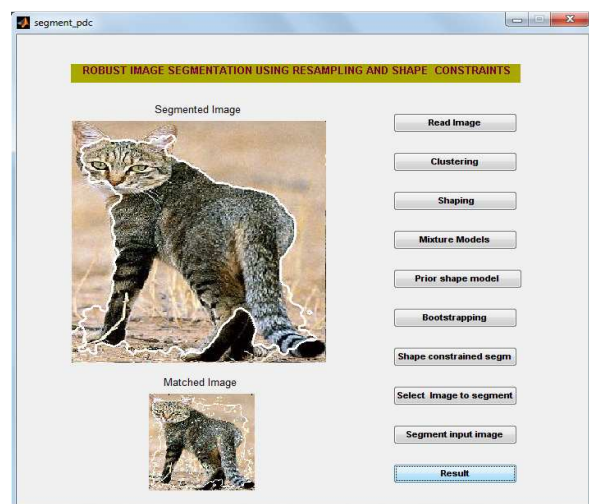 segment_pdc
ROBUST IMAGE SEGMENTATION USING RESAMPLING AND SHAPE CONSTRAINTS
Segmented Image
Matched Image
Read Image
Clustering
Shaping
Mixture Models
Prior shape model
Bootstrapping
Shape constrained segm
Select Image to segment
Segment input image
Result